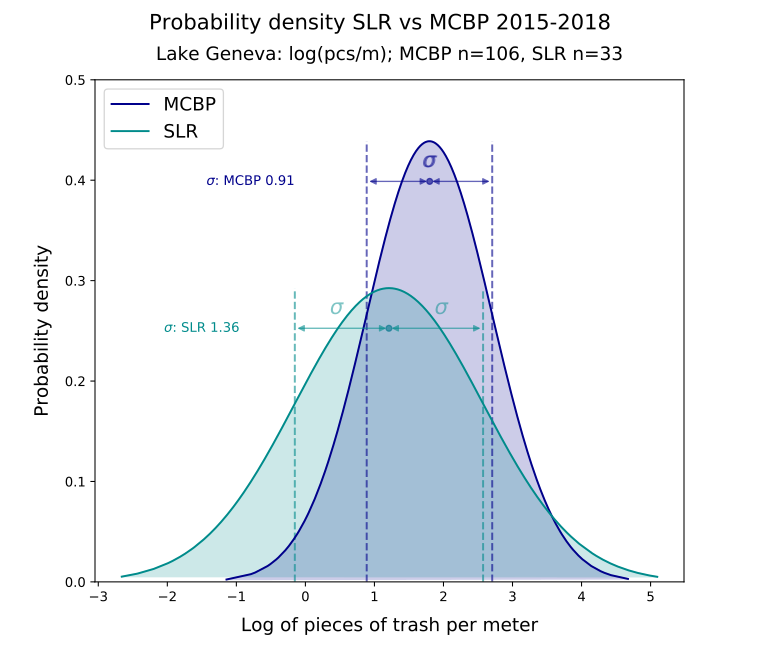 Probability density SLR vs MCBP 2015-2018
Lake Geneva: log(pcs/m); MCBP n=106, SLR n=33
MCBP
SLR
0.5
0.4
0.3
0.2
0.1
0.0
Probability density
σ
σ: MCBP 0.91
σ σ
σ: SLR 1.36
−3 −2 −1 0 1 2 3 4 5
Log of pieces of trash per meter